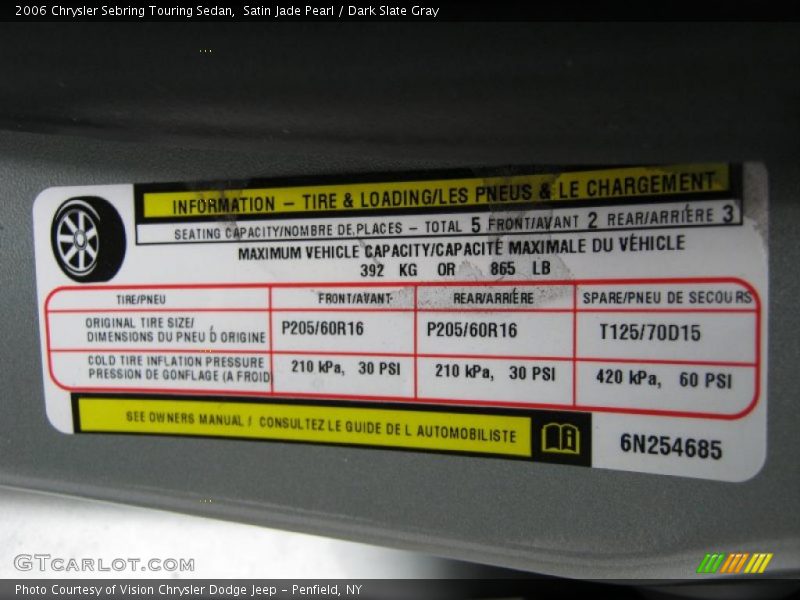 2006 Chrysler Sebring Touring Sedan,  Satin Jade Pearl / Dark Slate Gray
INFORMATION – TIRE & LOADING/LES PNEUS & LE CHARGEMENT
SEATING CAPACITY/NOMBRE DE PLACES – TOTAL 5 FRONT/AVANT 2 REAR/ARRIÉRE 3
MAXIMUM VEHICLE CAPACITY/CAPACITÉ MAXIMALE DU VÉHICLE
392 KG OR 865 LB
TIRE/PNEU FRONT/AVANT REAR/ARRIÉRE SPARE/PNEU DE SECOURS
ORIGINAL TIRE SIZE/
DIMENSIONS DU PNEU D ORIGINE P205/60R16 P205/60R16 T125/70D15
COLD TIRE INFLATION PRESSURE
PRESSION DE GONFLAGE (A FROID) 210 kPa, 30 PSI 210 kPa, 30 PSI 420 kPa, 60 PSI
SEE OWNERS MANUAL / CONSULTEZ LE GUIDE DE L AUTOMOBILISTE
6N254685
GTCARLOT.COM
Photo Courtesy of Vision Chrysler Dodge Jeep – Penfield, NY